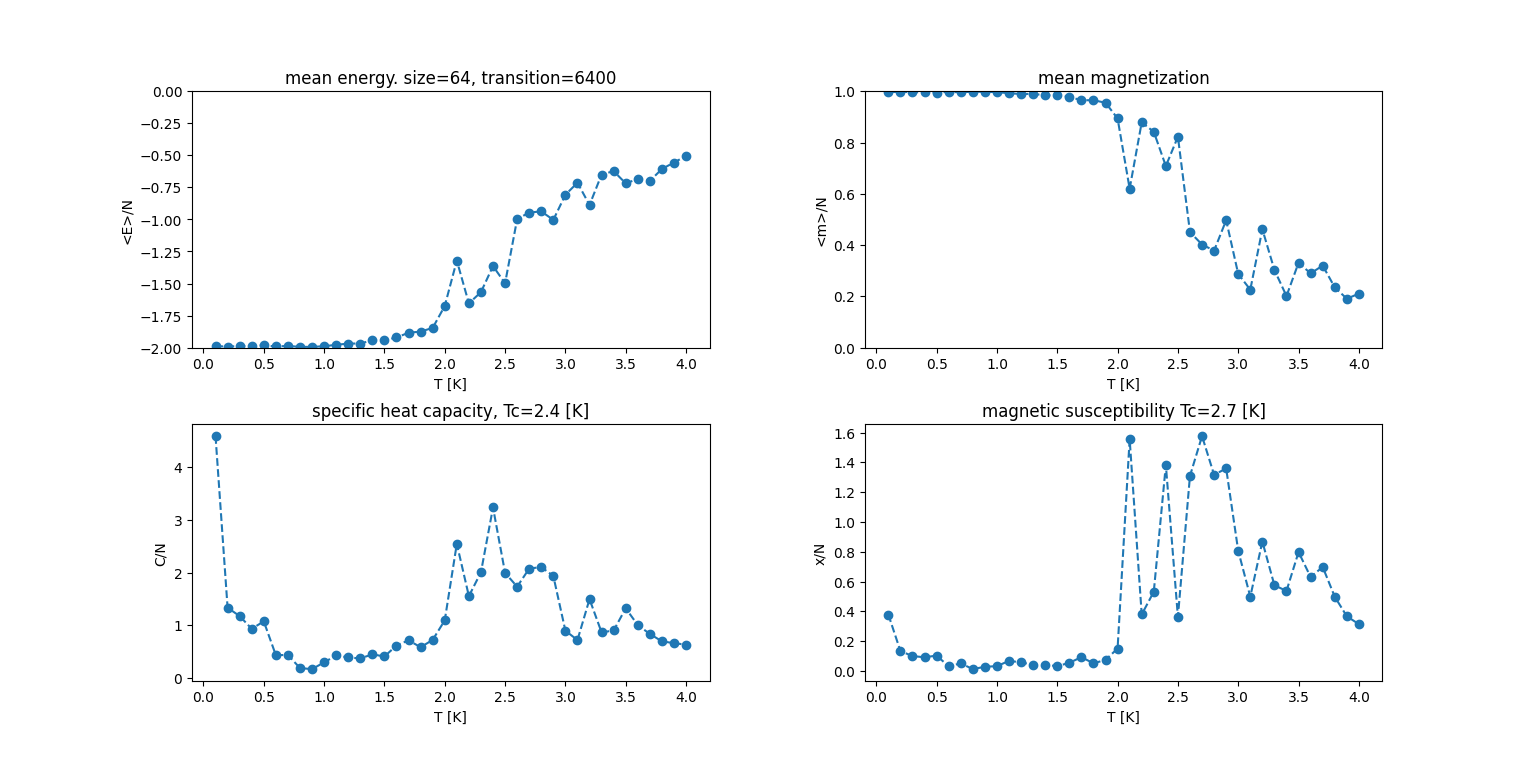 mean energy. size=64, transition=6400
<E>/N
0.00
−0.25
−0.50
−0.75
−1.00
−1.25
−1.50
−1.75
−2.00
0.0 0.5 1.0 1.5 2.0 2.5 3.0 3.5 4.0
T [K]
mean magnetization
<m>/N
1.0
0.8
0.6
0.4
0.2
0.0
0.0 0.5 1.0 1.5 2.0 2.5 3.0 3.5 4.0
T [K]
specific heat capacity, Tc=2.4 [K]
C/N
4
3
2
1
0
0.0 0.5 1.0 1.5 2.0 2.5 3.0 3.5 4.0
T [K]
magnetic susceptibility Tc=2.7 [K]
x/N
1.6
1.4
1.2
1.0
0.8
0.6
0.4
0.2
0.0
0.0 0.5 1.0 1.5 2.0 2.5 3.0 3.5 4.0
T [K]